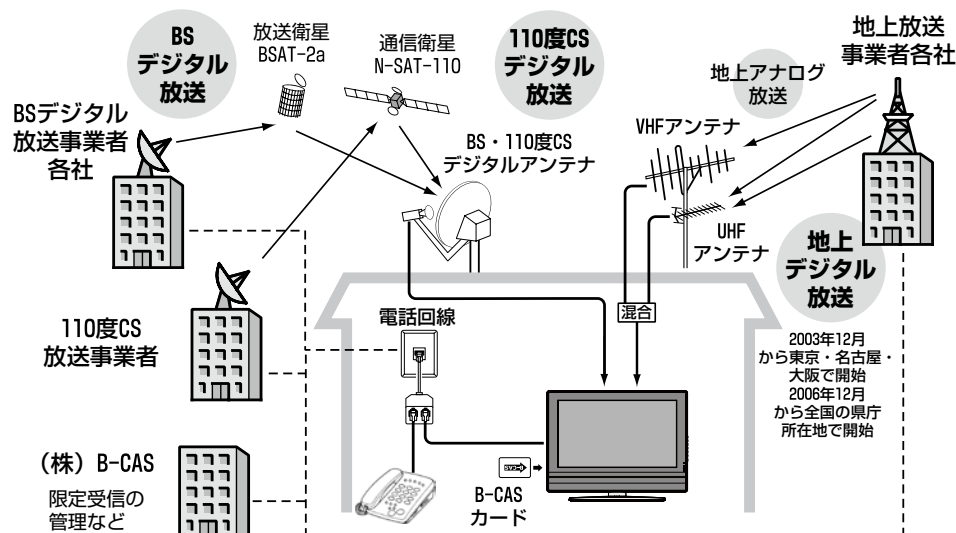 BS
デジタル
放送
放送衛星
BSAT-2a
通信衛星
N-SAT-110
110度CS
デジタル
放送
地上アナログ
放送
地上放送
事業者各社
BSデジタル
放送事業者
各社
BS・110度CS
デジタルアンテナ
VHFアンテナ
UHF
アンテナ
地上
デジタル
放送
混合
電話回線
110度CS
放送事業者
2003年12月
から東京・名古屋・
大阪で開始
2006年12月
から全国の県庁
所在地で開始
(株)B-CAS
限定受信の
管理など
B-CAS
カード